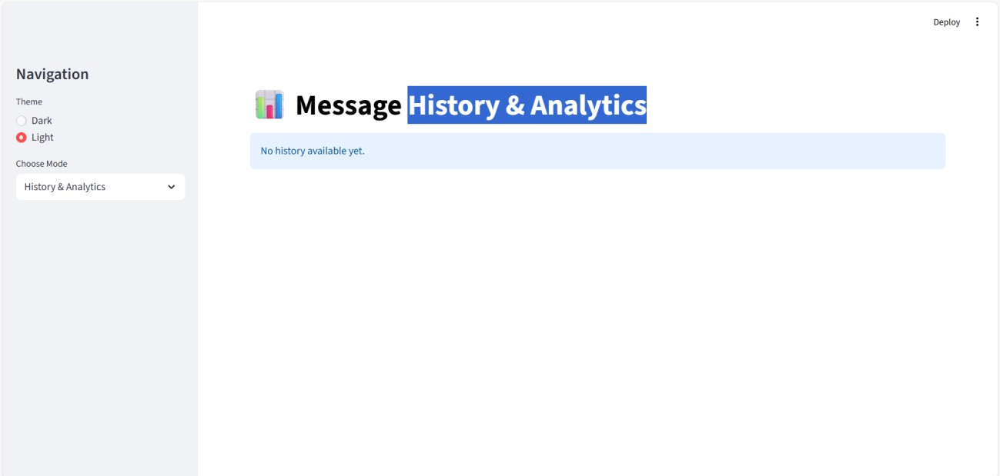 Deploy
Navigation
Theme
Dark
Light
Choose Mode
History & Analytics
Message History & Analytics
No history available yet.